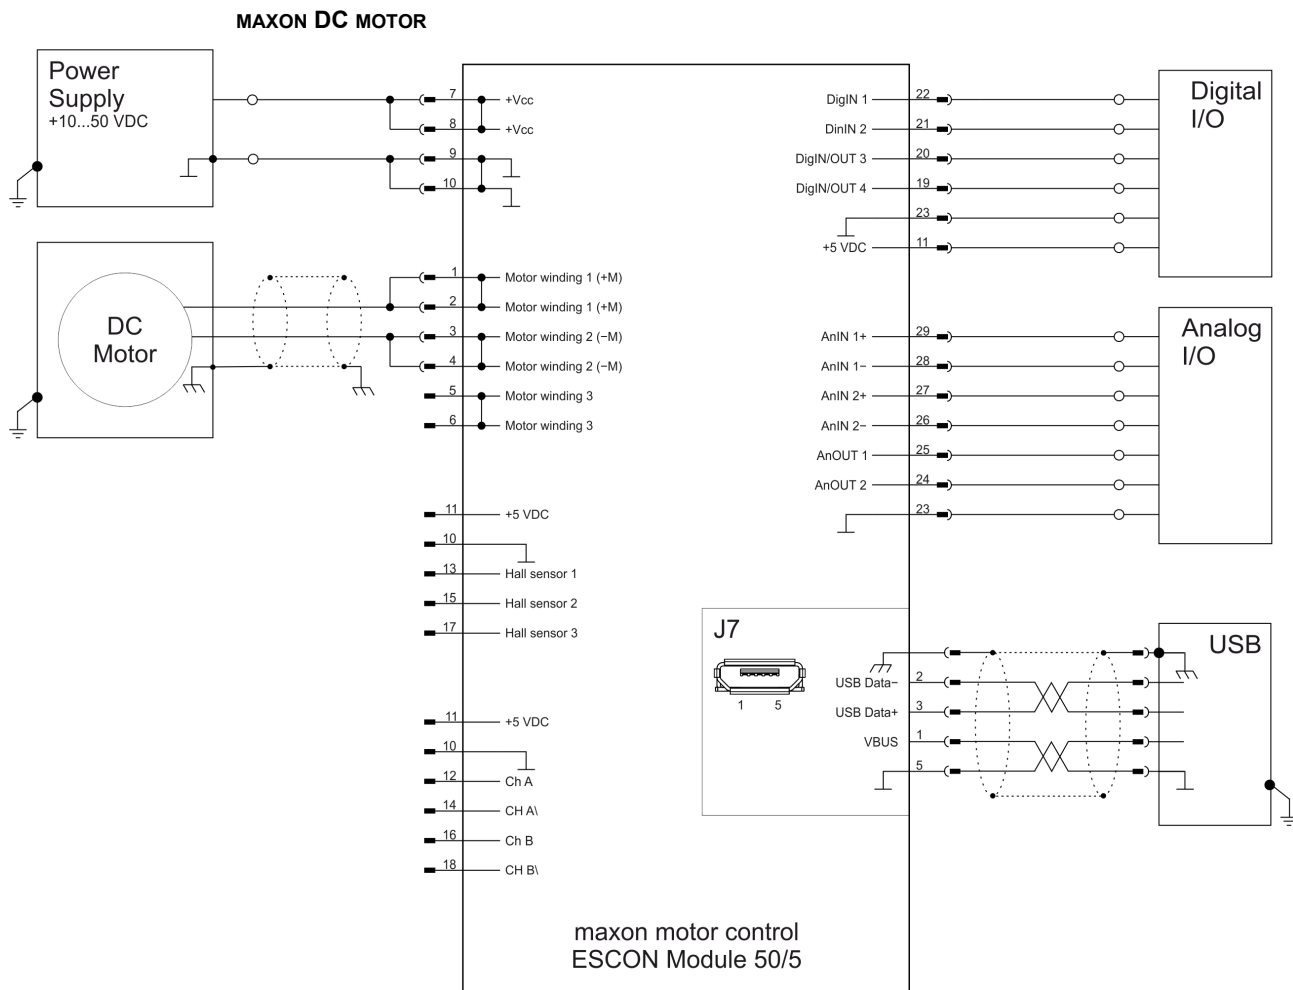 MAXON DC MOTOR
Power
Supply
+10...50 VDC
7 +Vcc
8 +Vcc
9
10
DC
Motor
1 Motor winding 1 (+M)
2 Motor winding 1 (+M)
3 Motor winding 2 (−M)
4 Motor winding 2 (−M)
5 Motor winding 3
6 Motor winding 3
11 +5 VDC
10
13 Hall sensor 1
15 Hall sensor 2
17 Hall sensor 3
11 +5 VDC
10
12 Ch A
14 CH A\
16 Ch B
18 CH B\
DigIN 1 22
DinIN 2 21
DigIN/OUT 3 20
DigIN/OUT 4 19
23
+5 VDC 11
Digital
I/O
AnIN 1+ 29
AnIN 1− 28
AnIN 2+ 27
AnIN 2− 26
AnOUT 1 25
AnOUT 2 24
23
Analog
I/O
J7
1 5
USB Data− 2
USB Data+ 3
VBUS 1
5
USB
maxon motor control
ESCON Module 50/5